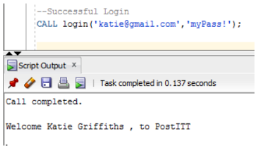 --Successful Login
CALL login('katie@gmail.com','myPass!');
Script Output ×
Task completed in 0.137 seconds
Call completed.
Welcome Katie Griffiths , to PostITT